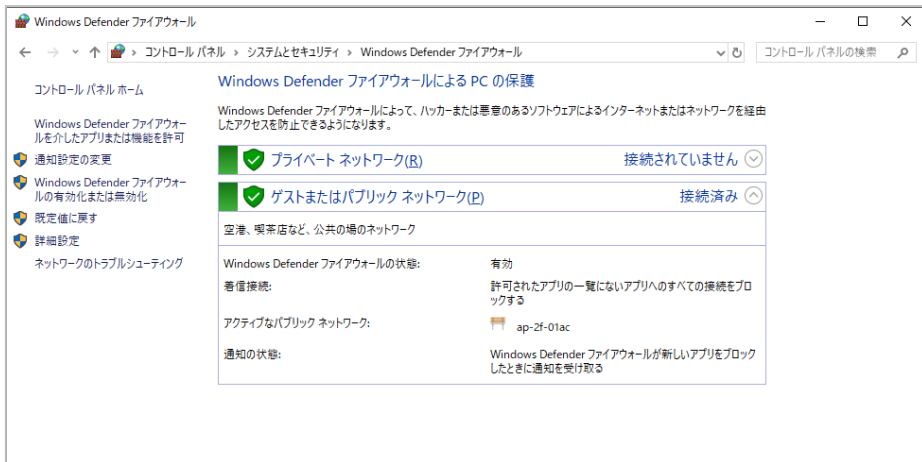 Windows Defender ファイアウォール
コントロール パネル › システムとセキュリティ › Windows Defender ファイアウォール
コントロール パネルの検索
コントロール パネル ホーム
Windows Defender ファイアウォー
ルを介したアプリまたは機能を許可
通知設定の変更
Windows Defender ファイアウォー
ルの有効化または無効化
既定値に戻す
詳細設定
ネットワークのトラブルシューティング
Windows Defender ファイアウォールによる PC の保護
Windows Defender ファイアウォールによって、ハッカーまたは悪意のあるソフトウェアによるインターネットまたはネットワークを経由
したアクセスを防止できるようになります。
プライベート ネットワーク(R) 接続されていません
ゲストまたはパブリック ネットワーク(P) 接続済み
空港、喫茶店など、公共の場のネットワーク
Windows Defender ファイアウォールの状態: 有効
着信接続: 許可されたアプリの一覧にないアプリへのすべての接続をブロ
ックする
アクティブなパブリック ネットワーク: ap-2f-01ac
通知の状態: Windows Defender ファイアウォールが新しいアプリをブロック
したときに通知を受け取る